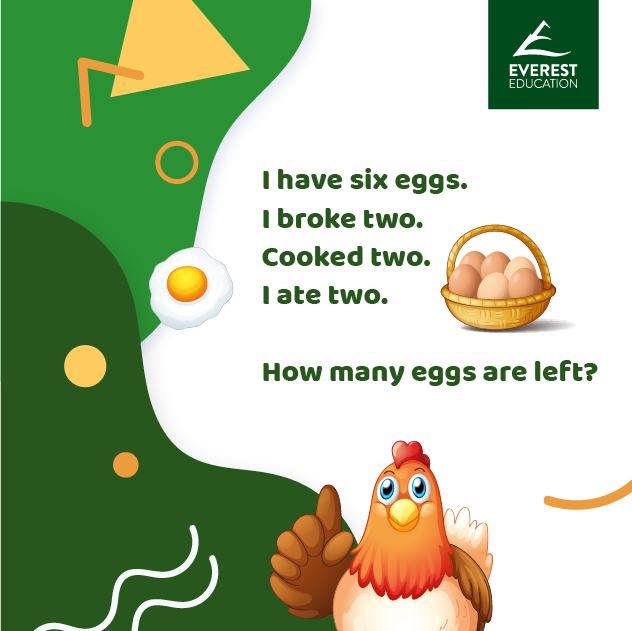 EVEREST
EDUCATION
I have six eggs.
I broke two.
Cooked two.
I ate two.
How many eggs are left?